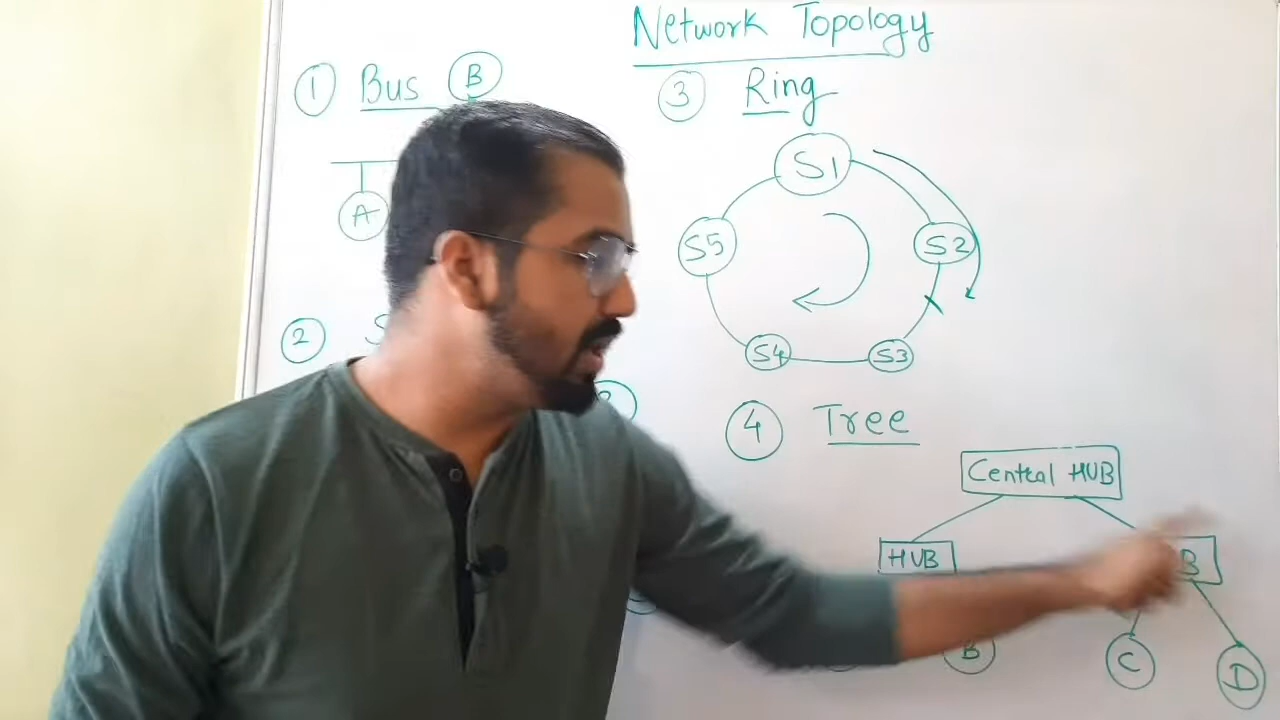 Network Topology
1 Bus B
A
2 S
3 Ring
S1
S5 S2
S4 S3
4 Tree
Central HUB
HUB B
B C D